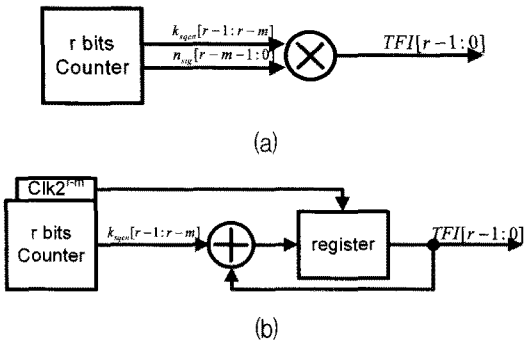 r bits
Counter
k_sqen[r-1:r-m]
n_sig[r-m-1:0]
TFI[r-1:0]
(a)
Clk2^r-m
r bits
Counter
k_sqen[r-1:r-m]
register
TFI[r-1:0]
(b)